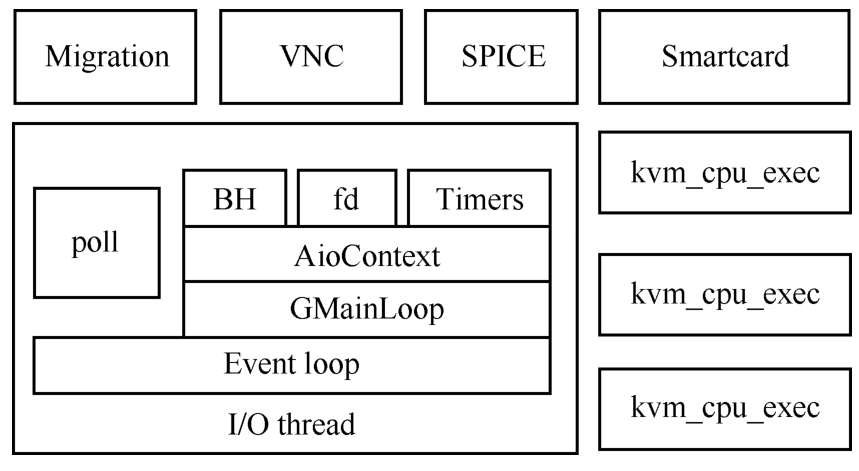 Migration
VNC
SPICE
Smartcard
kvm_cpu_exec
BH
fd
Timers
poll
AioContext
kvm_cpu_exec
GMainLoop
Event loop
kvm_cpu_exec
I/O thread